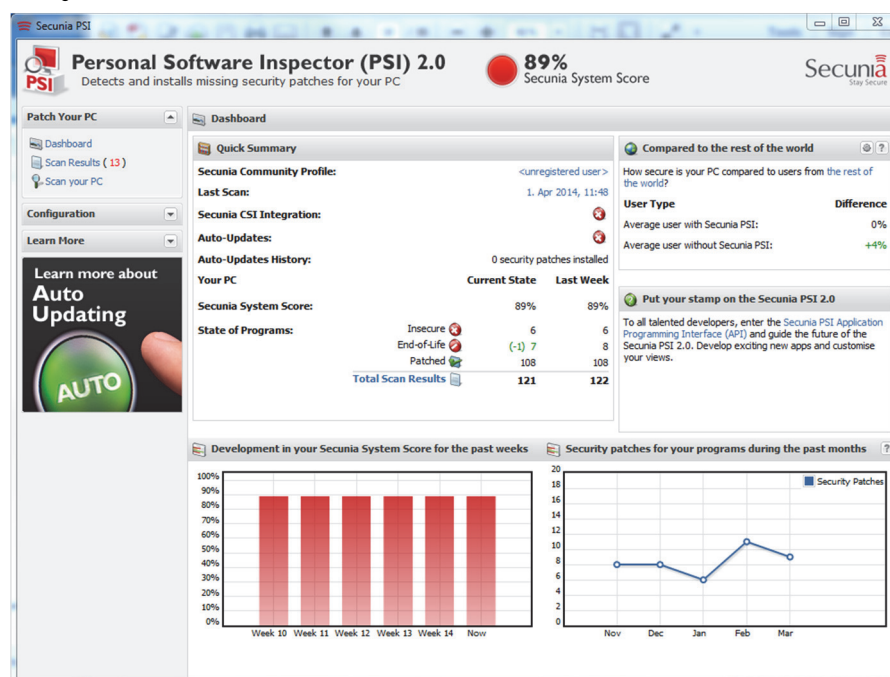 Secunia PSI
Personal Software Inspector (PSI) 2.0
Detects and installs missing security patches for your PC
PSI
89%
Secunia System Score
Secunia
Stay Secure
Patch Your PC
Dashboard
Scan Results ( 13 )
Scan your PC
Configuration
Learn More
Learn more about
Auto
Updating
AUTO
Dashboard
Quick Summary
Secunia Community Profile: <unregistered user>
Last Scan: 1. Apr 2014, 11:48
Secunia CSI Integration:
Auto-Updates:
Auto-Updates History: 0 security patches installed
Your PC Current State Last Week
Secunia System Score: 89% 89%
State of Programs: Insecure 6 6
End-of-Life (-1) 7 8
Patched 108 108
Total Scan Results 121 122
Compared to the rest of the world ?
How secure is your PC compared to users from the rest of
the world?
User Type Difference
Average user with Secunia PSI: 0%
Average user without Secunia PSI: +4%
Put your stamp on the Secunia PSI 2.0
To all talented developers, enter the Secunia PSI Application
Programming Interface (API) and guide the future of the
Secunia PSI 2.0. Develop exciting new apps and customise
your views.
Development in your Secunia System Score for the past weeks
100%
90%
80%
70%
60%
50%
40%
30%
20%
10%
0%
Week 10 Week 11 Week 12 Week 13 Week 14 Now
Security patches for your programs during the past months ?
20
18
16
14
12
10
8
6
4
2
0
Security Patches
Nov Dec Jan Feb Mar